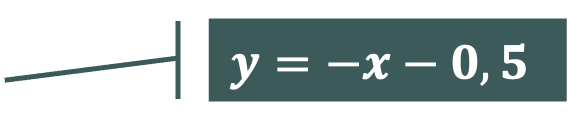 y = −x − 0,5